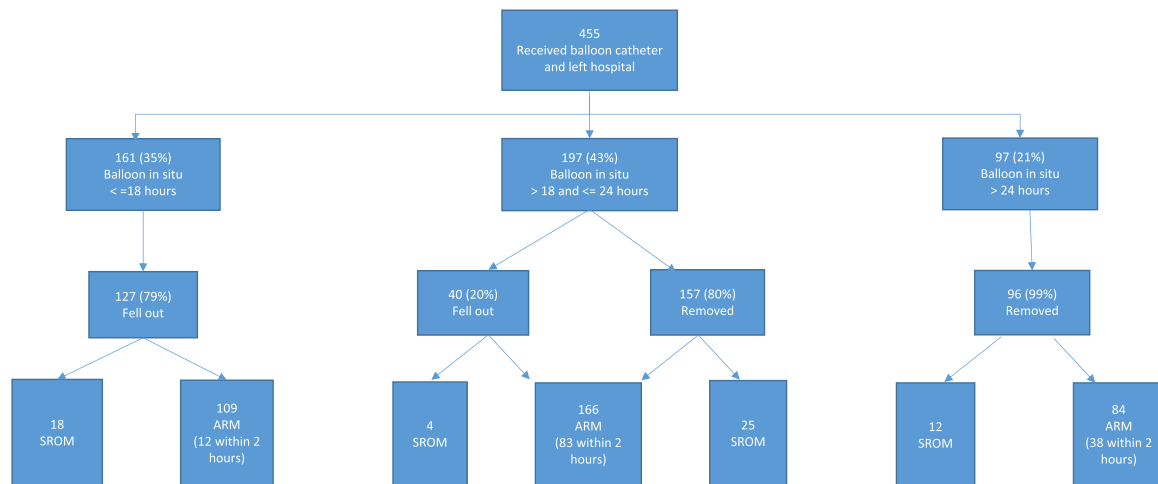 455
Received balloon catheter
and left hospital
161 (35%)
Balloon in situ
< =18 hours
197 (43%)
Balloon in situ
> 18 and <= 24 hours
97 (21%)
Balloon in situ
> 24 hours
127 (79%)
Fell out
40 (20%)
Fell out
157 (80%)
Removed
96 (99%)
Removed
18
SROM
109
ARM
(12 within 2
hours)
4
SROM
166
ARM
(83 within 2
hours)
25
SROM
12
SROM
84
ARM
(38 within 2
hours)